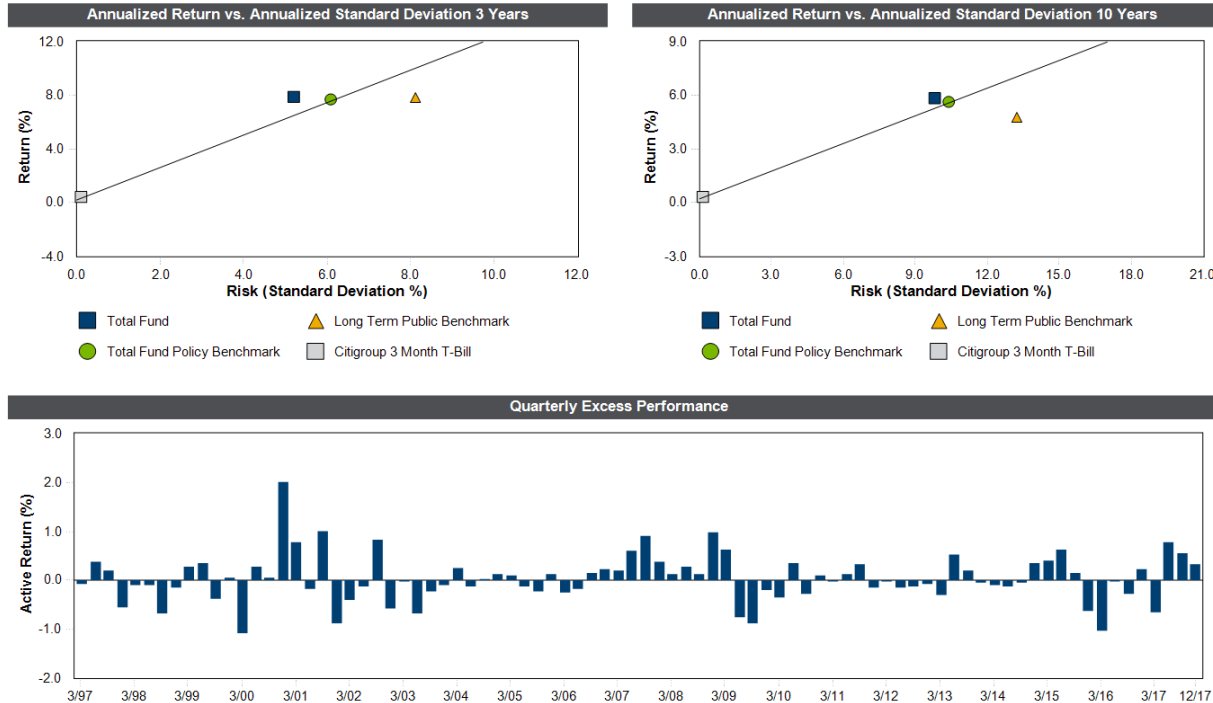 Annualized Return vs. Annualized Standard Deviation 3 Years
12.0
8.0
4.0
0.0
-4.0
Return (%)
0.0 2.0 4.0 6.0 8.0 10.0 12.0
Risk (Standard Deviation %)
Total Fund
Long Term Public Benchmark
Total Fund Policy Benchmark
Citigroup 3 Month T-Bill
Annualized Return vs. Annualized Standard Deviation 10 Years
9.0
6.0
3.0
0.0
-3.0
Return (%)
0.0 3.0 6.0 9.0 12.0 15.0 18.0 21.0
Risk (Standard Deviation %)
Total Fund
Long Term Public Benchmark
Total Fund Policy Benchmark
Citigroup 3 Month T-Bill
Quarterly Excess Performance
3.0
2.0
1.0
0.0
-1.0
-2.0
Active Return (%)
3/97 3/98 3/99 3/00 3/01 3/02 3/03 3/04 3/05 3/06 3/07 3/08 3/09 3/10 3/11 3/12 3/13 3/14 3/15 3/16 3/17 12/17